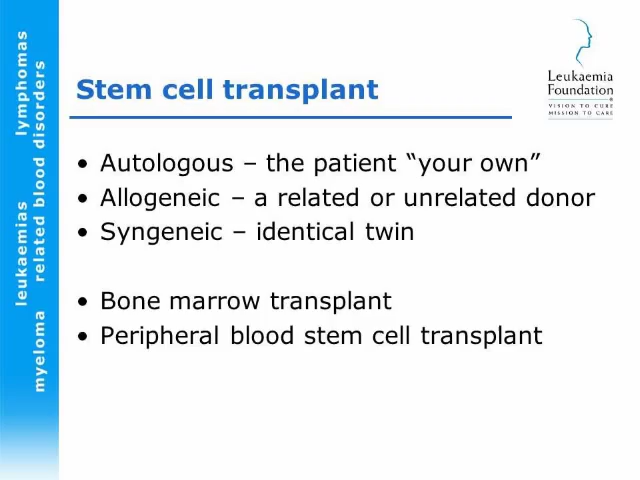 lymphomas
related blood disorders
leukaemias
myeloma
Stem cell transplant
Leukaemia
Foundation®
VISION TO CURE
MISSION TO CARE
• Autologous – the patient “your own”
• Allogeneic – a related or unrelated donor
• Syngeneic – identical twin
• Bone marrow transplant
• Peripheral blood stem cell transplant